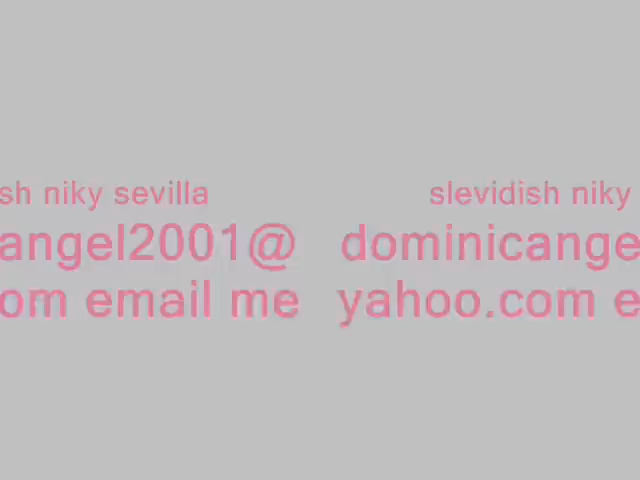 sh niky sevilla slevidish niky
angel2001@ dominicange
om email me yahoo.com e